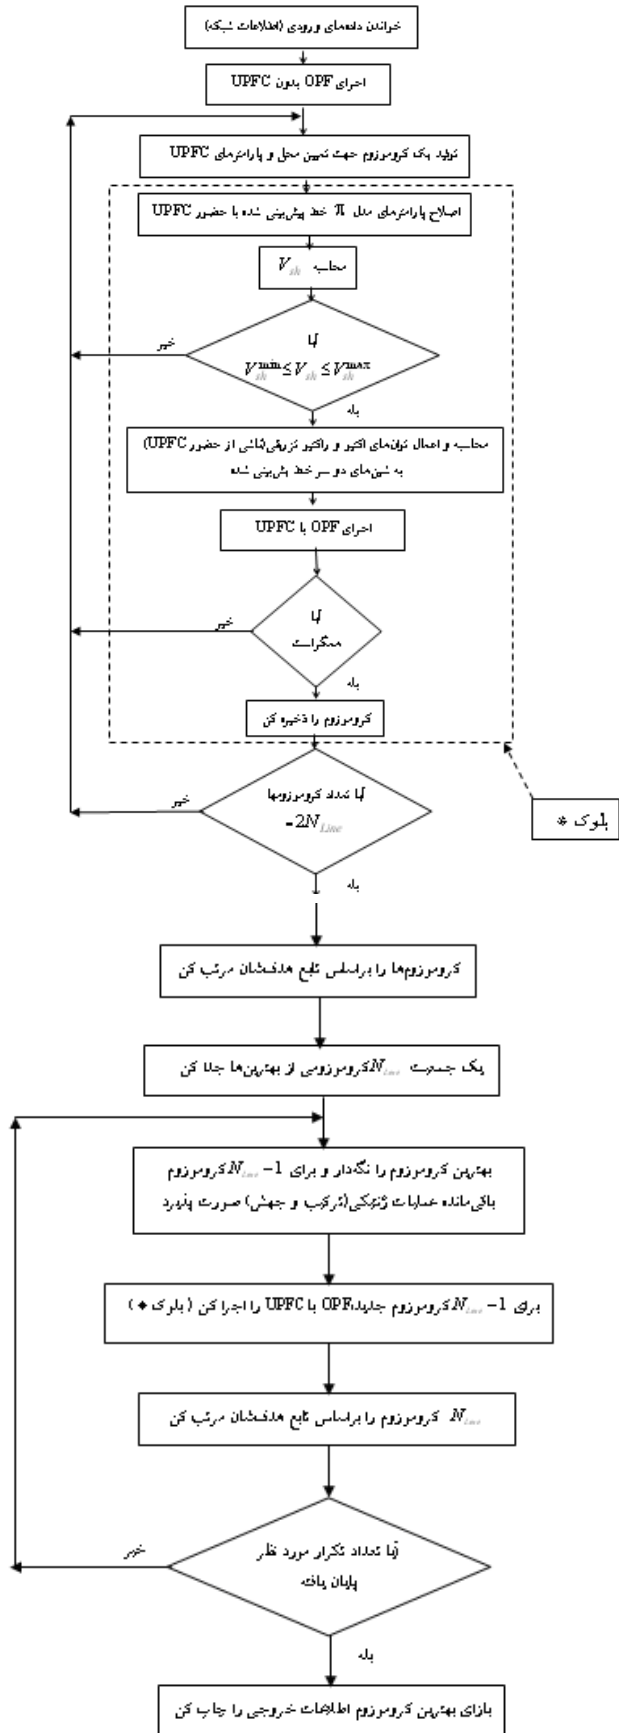 خواندن داده‌های ورودی (اطلاعات شبکه)
اجرای OPF بدون UPFC
تولید یک کروموزوم جهت تعیین محل و پارامترهای UPFC
اصلاح پارامترهای مدل π خط پیش‌بینی شده با حضور UPFC
محاسبه V_sh
آیا
خیر
V_sh^min ≤ V_sh ≤ V_sh^max
بله
محاسبه و اعمال توان‌های اکتیو و راکتیو تزریقی(ناشی از حضور UPFC)
به شین‌های دو سر خط پیش‌بینی شده
اجرای OPF با UPFC
آیا
خیر
همگراست
بله
کروموزوم را ذخیره کن
آیا تعداد کروموزومها
خیر
=2N_Line
بلوک *
بله
کروموزوم‌ها را براساس تابع هدفشان مرتب کن
یک جمعیت N_Line کروموزومی از بهترین‌ها جدا کن
بهترین کروموزوم را نگه‌دار و برای N_Line −1 کروموزوم
باقی‌مانده عملیات ژنتیکی(ترکیب و جهش) صورت پذیرد
برای N_Line −1 کروموزوم جدید،OPF با UPFC را اجرا کن ( بلوک * )
N_Line کروموزوم را براساس تابع هدفشان مرتب کن
آیا تعداد تکرار مورد نظر
خیر
پایان یافته
بله
بازای بهترین کروموزوم اطلاعات خروجی را چاپ کن